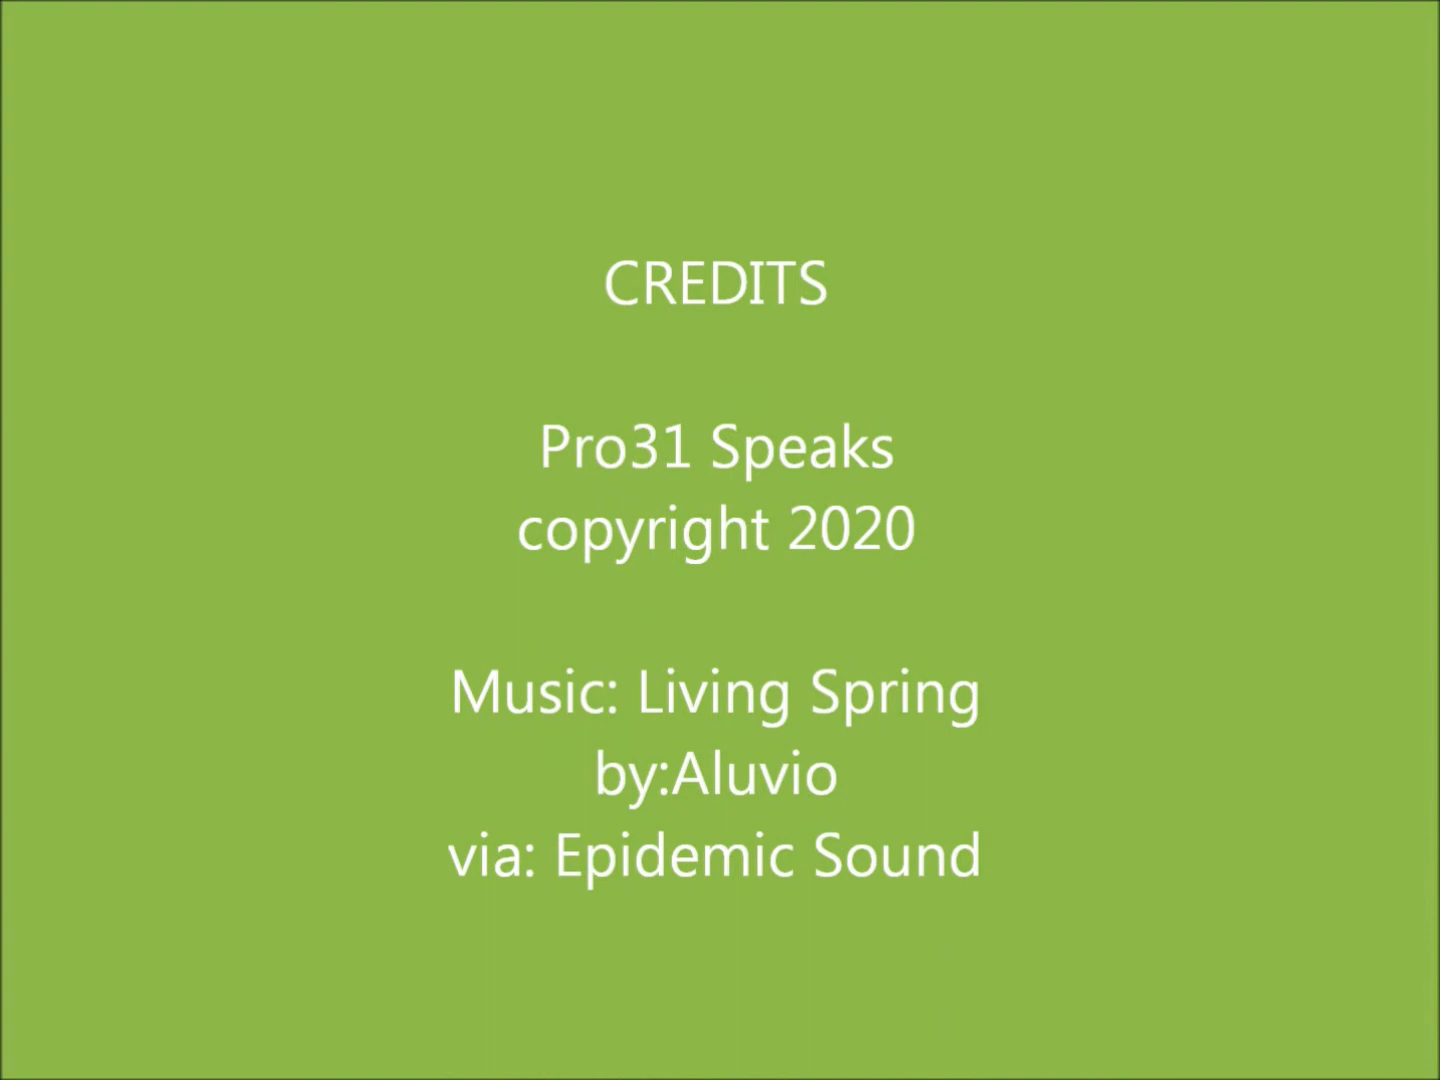 CREDITS
Pro31 Speaks
copyright 2020
Music: Living Spring
by:Aluvio
via: Epidemic Sound